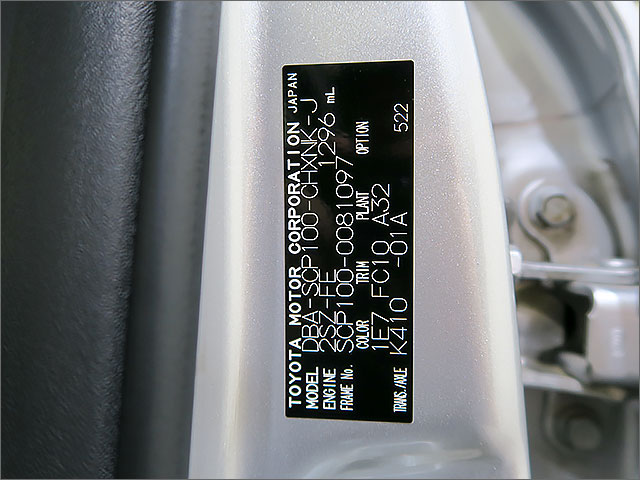 TOYOTA MOTOR CORPORATION JAPAN
MODEL DBA-SCP100-CHXNK-J
ENGINE 2SZ-FE 1296 mL
FRAME No. SCP100-0081097
COLOR TRIM PLANT OPTION
1E7 FC10 A32
TRANS./AXLE K410 -01A 522